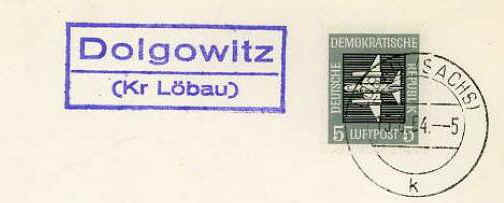 Dolgowitz
(Kr Löbau)
DEUTSCHE
DEMOKRATISCHE
REPUBLIK
5 LUFTPOST 5
(SACHS)
4.--5
k